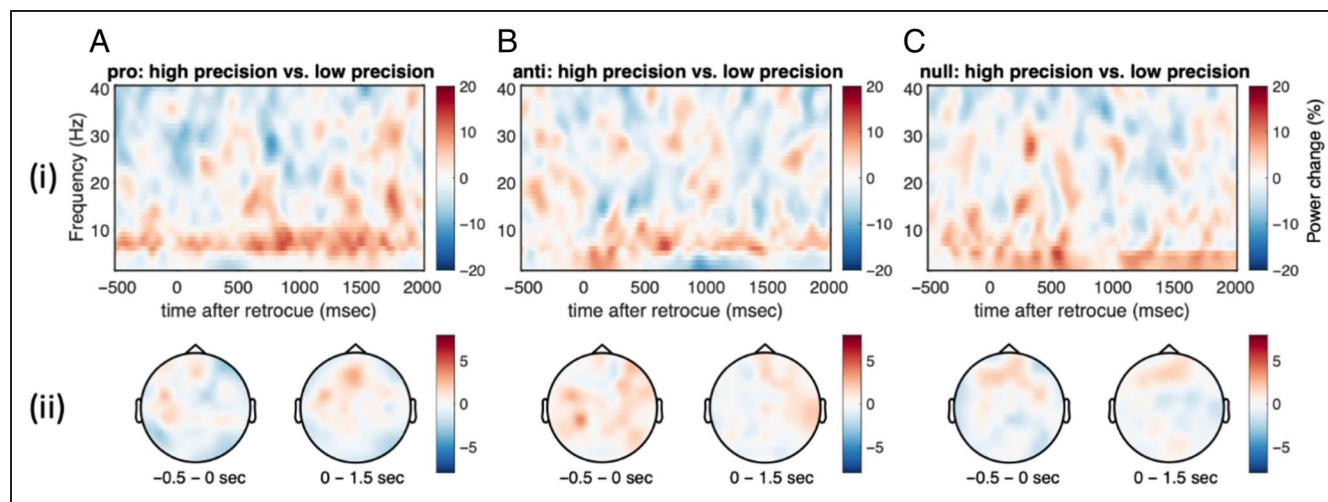 A B C
pro: high precision vs. low precision anti: high precision vs. low precision null: high precision vs. low precision
(i)
Frequency (Hz)
40
30
20
10
−500 0 500 1000 1500 2000
time after retrocue (msec)
20
10
0
−10
−20
40
30
20
10
−500 0 500 1000 1500 2000
time after retrocue (msec)
20
10
0
−10
−20
40
30
20
10
−500 0 500 1000 1500 2000
time after retrocue (msec)
20
10
0
−10
−20
Power change (%)
(ii)
−0.5 – 0 sec 0 – 1.5 sec
5
0
−5
−0.5 – 0 sec 0 – 1.5 sec
5
0
−5
−0.5 – 0 sec 0 – 1.5 sec
5
0
−5